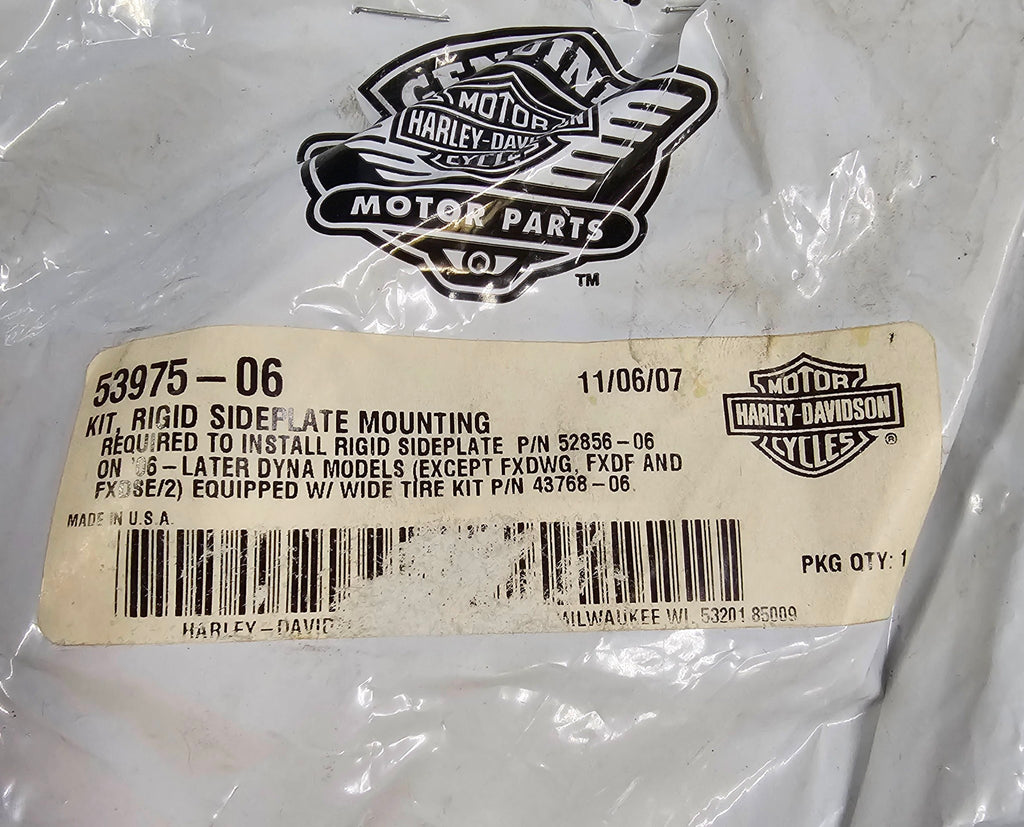 GENUINE
MOTOR
HARLEY-DAVIDSON
CYCLES
MOTOR PARTS
Q
TM
53975-06
11/06/07
KIT, RIGID SIDEPLATE MOUNTING
REQUIRED TO INSTALL RIGID SIDEPLATE P/N 52856-06
ON '06-LATER DYNA MODELS (EXCEPT FXDWG, FXDF AND
FXDSE/2) EQUIPPED W/ WIDE TIRE KIT P/N 43768-06.
MOTOR
HARLEY-DAVIDSON
CYCLES®
MADE IN U.S.A.
PKG QTY: 1
HARLEY-DAVID
MILWAUKEE WI. 53201 85009